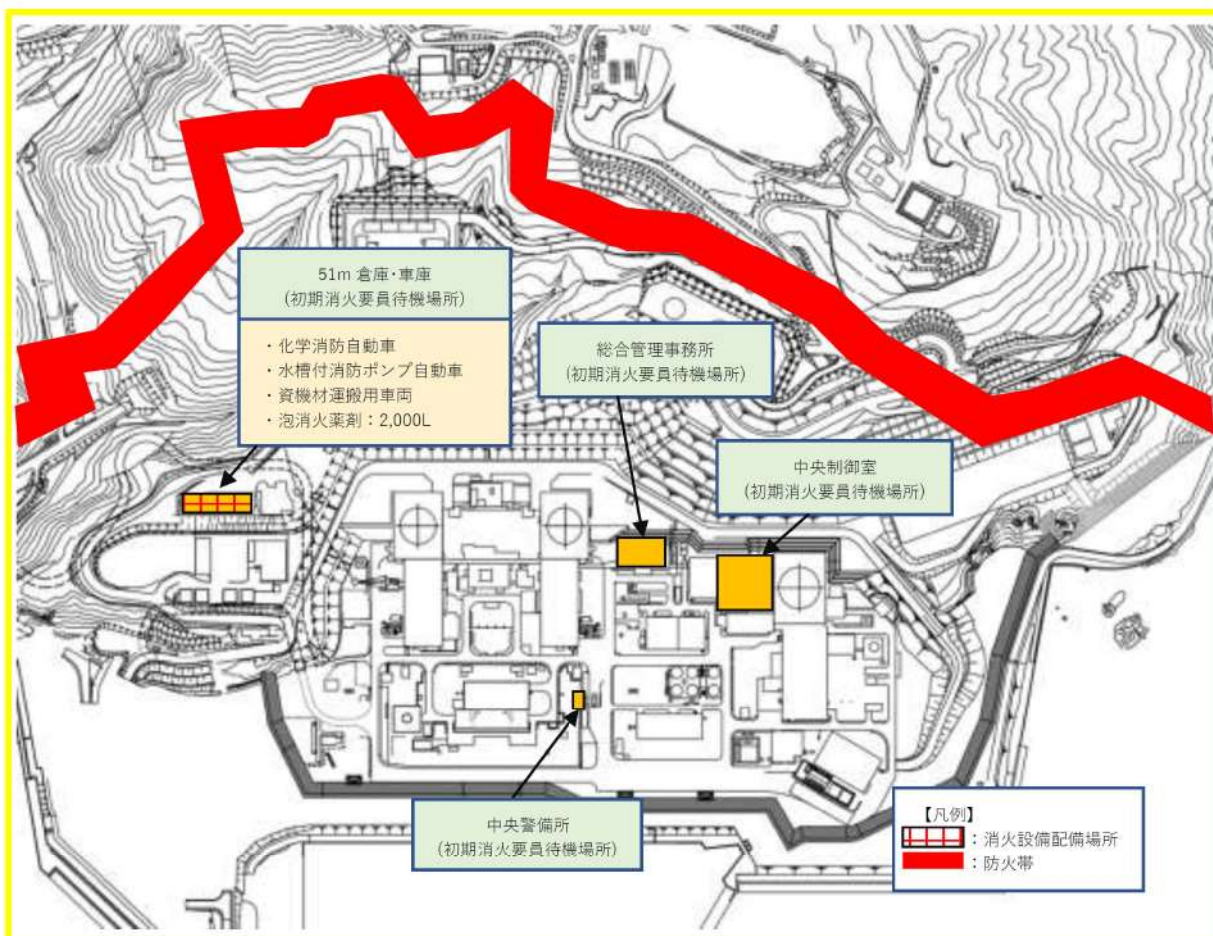 51m 倉庫・車庫
(初期消火要員待機場所)
・化学消防自動車
・水槽付消防ポンプ自動車
・資機材運搬用車両
・泡消火薬剤：2,000L
総合管理事務所
(初期消火要員待機場所)
中央制御室
(初期消火要員待機場所)
中央警備所
(初期消火要員待機場所)
【凡例】
：消火設備配備場所
：防火帯